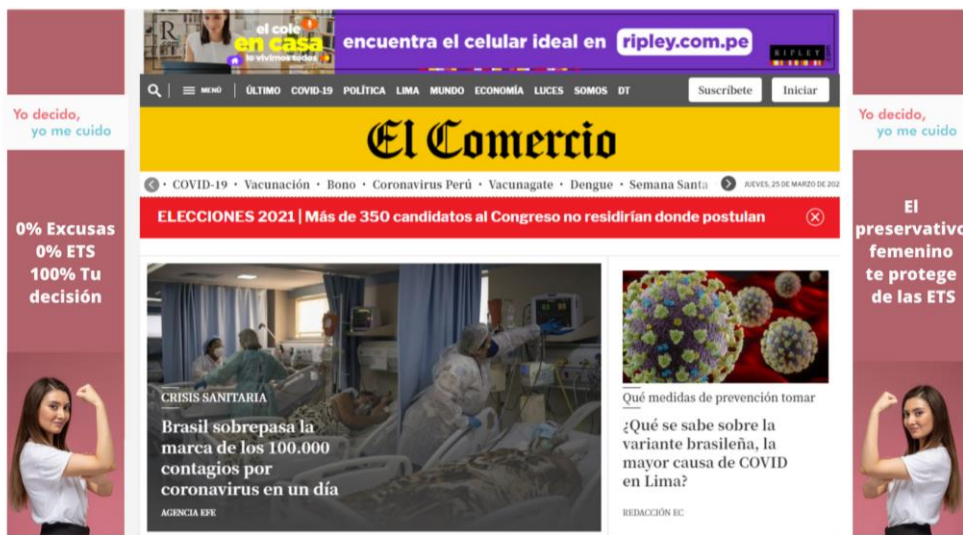 el cole
en casa
lo vivimos todos
encuentra el celular ideal en ripley.com.pe
RIPLEY
MENÚ ÚLTIMO COVID-19 POLÍTICA LIMA MUNDO ECONOMÍA LUCES SOMOS DT Suscríbete Iniciar
El Comercio
· COVID-19 · Vacunación · Bono · Coronavirus Perú · Vacunagate · Dengue · Semana Santa JUEVES, 25 DE MARZO DE 202
ELECCIONES 2021 | Más de 350 candidatos al Congreso no residirían donde postulan
Yo decido,
yo me cuido
0% Excusas
0% ETS
100% Tu
decisión
CRISIS SANITARIA
Brasil sobrepasa la
marca de los 100.000
contagios por
coronavirus en un día
AGENCIA EFE
Qué medidas de prevención tomar
¿Qué se sabe sobre la
variante brasileña, la
mayor causa de COVID
en Lima?
REDACCIÓN EC
Yo decido,
yo me cuido
El
preservativo
femenino
te protege
de las ETS